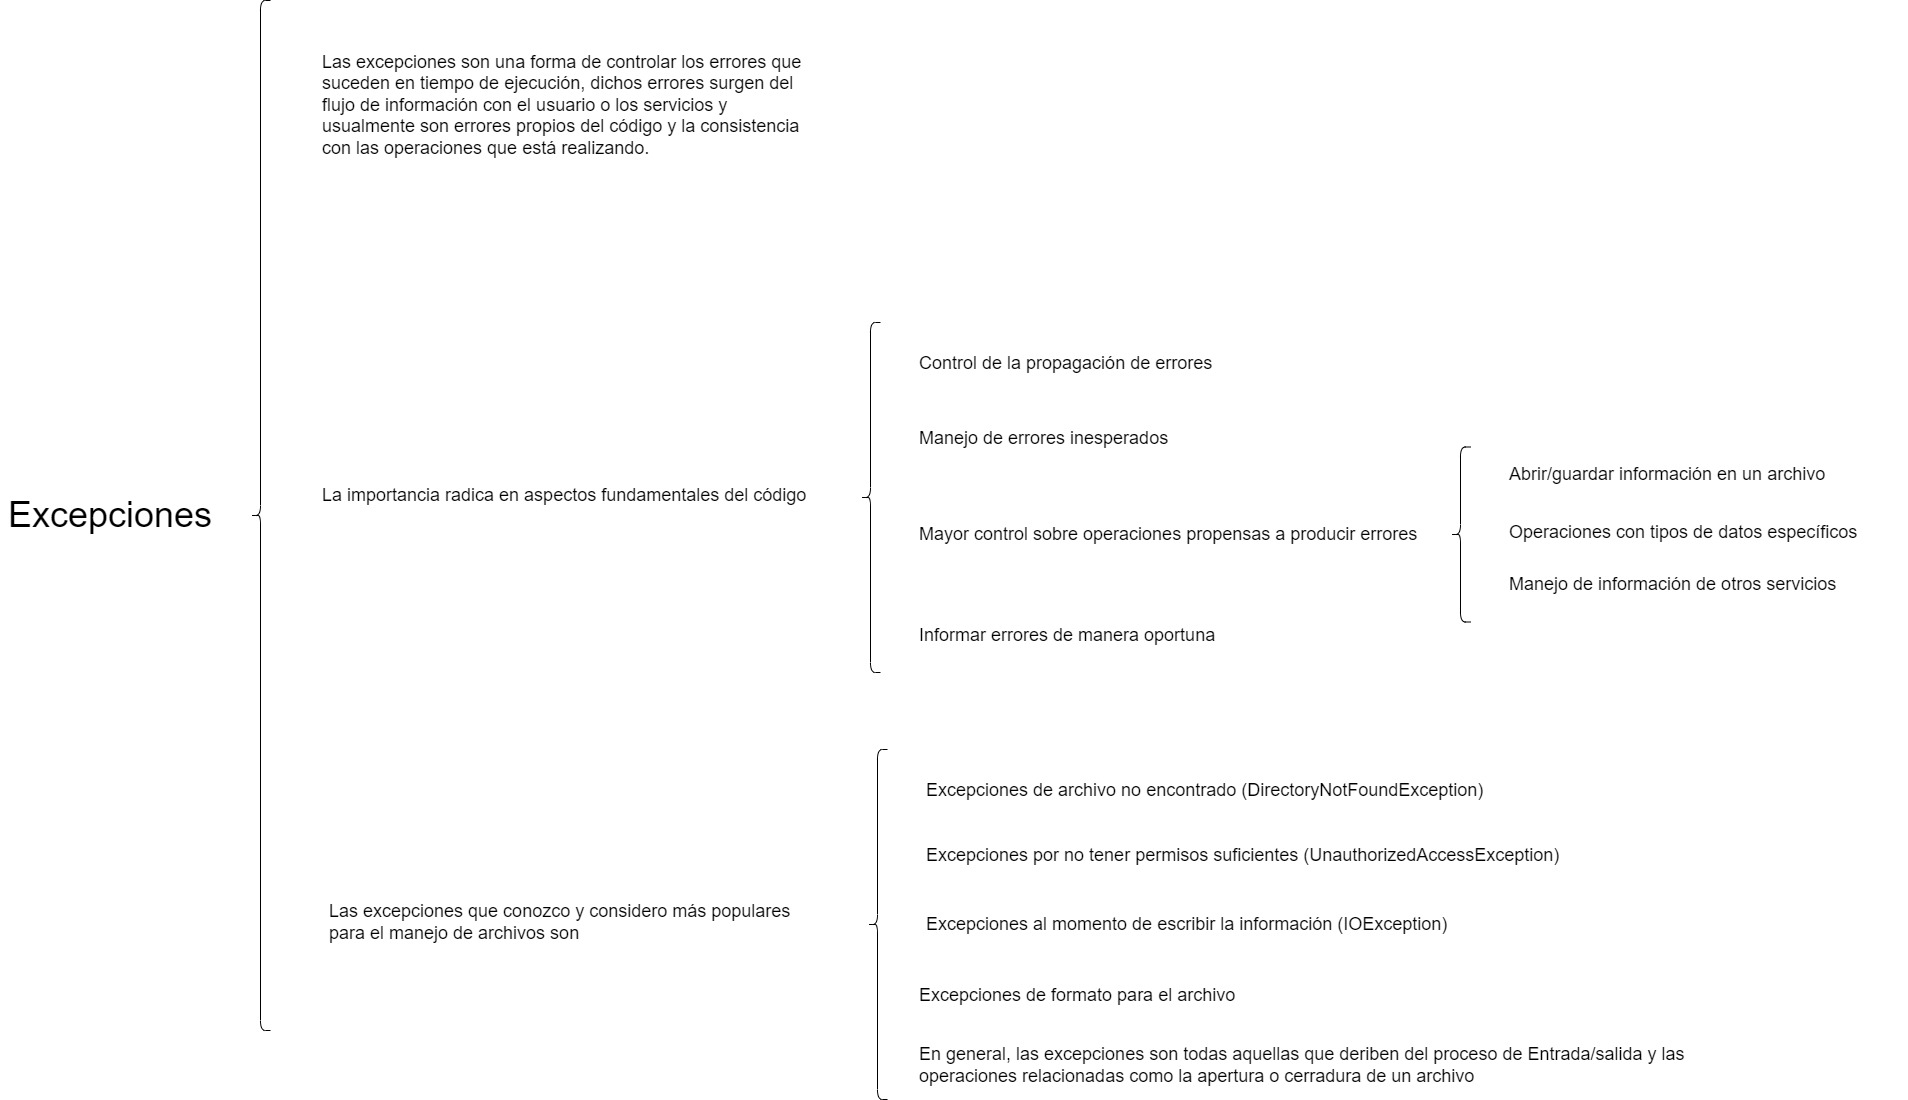 Excepciones
Las excepciones son una forma de controlar los errores que
suceden en tiempo de ejecución, dichos errores surgen del
flujo de información con el usuario o los servicios y
usualmente son errores propios del código y la consistencia
con las operaciones que está realizando.
La importancia radica en aspectos fundamentales del código
Control de la propagación de errores
Manejo de errores inesperados
Mayor control sobre operaciones propensas a producir errores
Abrir/guardar información en un archivo
Operaciones con tipos de datos específicos
Manejo de información de otros servicios
Informar errores de manera oportuna
Las excepciones que conozco y considero más populares
para el manejo de archivos son
Excepciones de archivo no encontrado (DirectoryNotFoundException)
Excepciones por no tener permisos suficientes (UnauthorizedAccessException)
Excepciones al momento de escribir la información (IOException)
Excepciones de formato para el archivo
En general, las excepciones son todas aquellas que deriben del proceso de Entrada/salida y las
operaciones relacionadas como la apertura o cerradura de un archivo